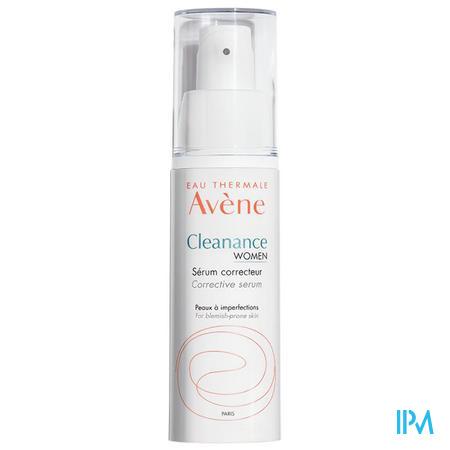 EAU THERMALE
Avène
Cleanance
WOMEN
Sérum correcteur
Corrective serum
Peaux à imperfections
For blemish-prone skin
PARIS
IPM